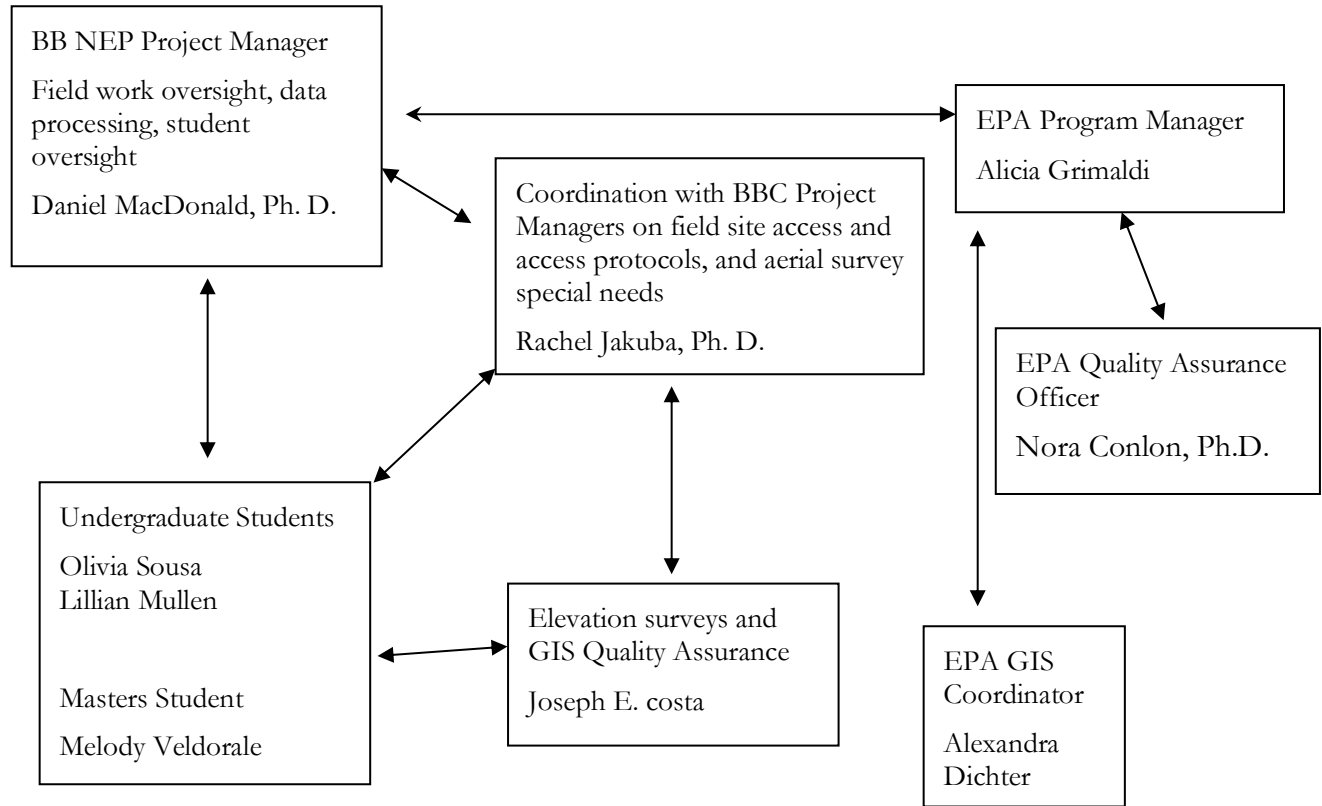 BB NEP Project Manager
Field work oversight, data
processing, student
oversight
Daniel MacDonald, Ph. D.
EPA Program Manager
Alicia Grimaldi
Coordination with BBC Project
Managers on field site access and
access protocols, and aerial survey
special needs
Rachel Jakuba, Ph. D.
EPA Quality Assurance
Officer
Nora Conlon, Ph.D.
Undergraduate Students
Olivia Sousa
Lillian Mullen
Masters Student
Melody Veldorale
Elevation surveys and
GIS Quality Assurance
Joseph E. costa
EPA GIS
Coordinator
Alexandra
Dichter